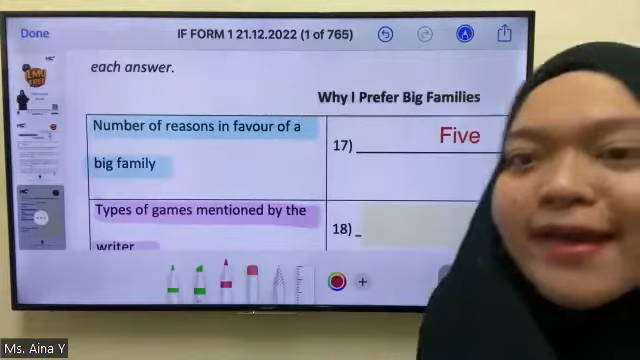 Done
IF FORM 1 21.12.2022 (1 of 765)
each answer.
Why I Prefer Big Families
Number of reasons in favour of a
17) Five
big family
Types of games mentioned by the
18)
writer
Ms. Aina Y